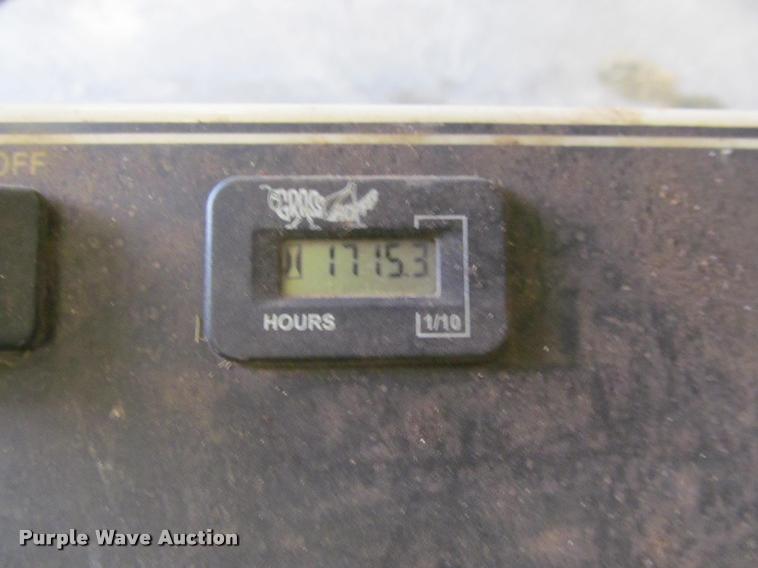 OFF
1715.3
HOURS
1/10
Purple Wave Auction